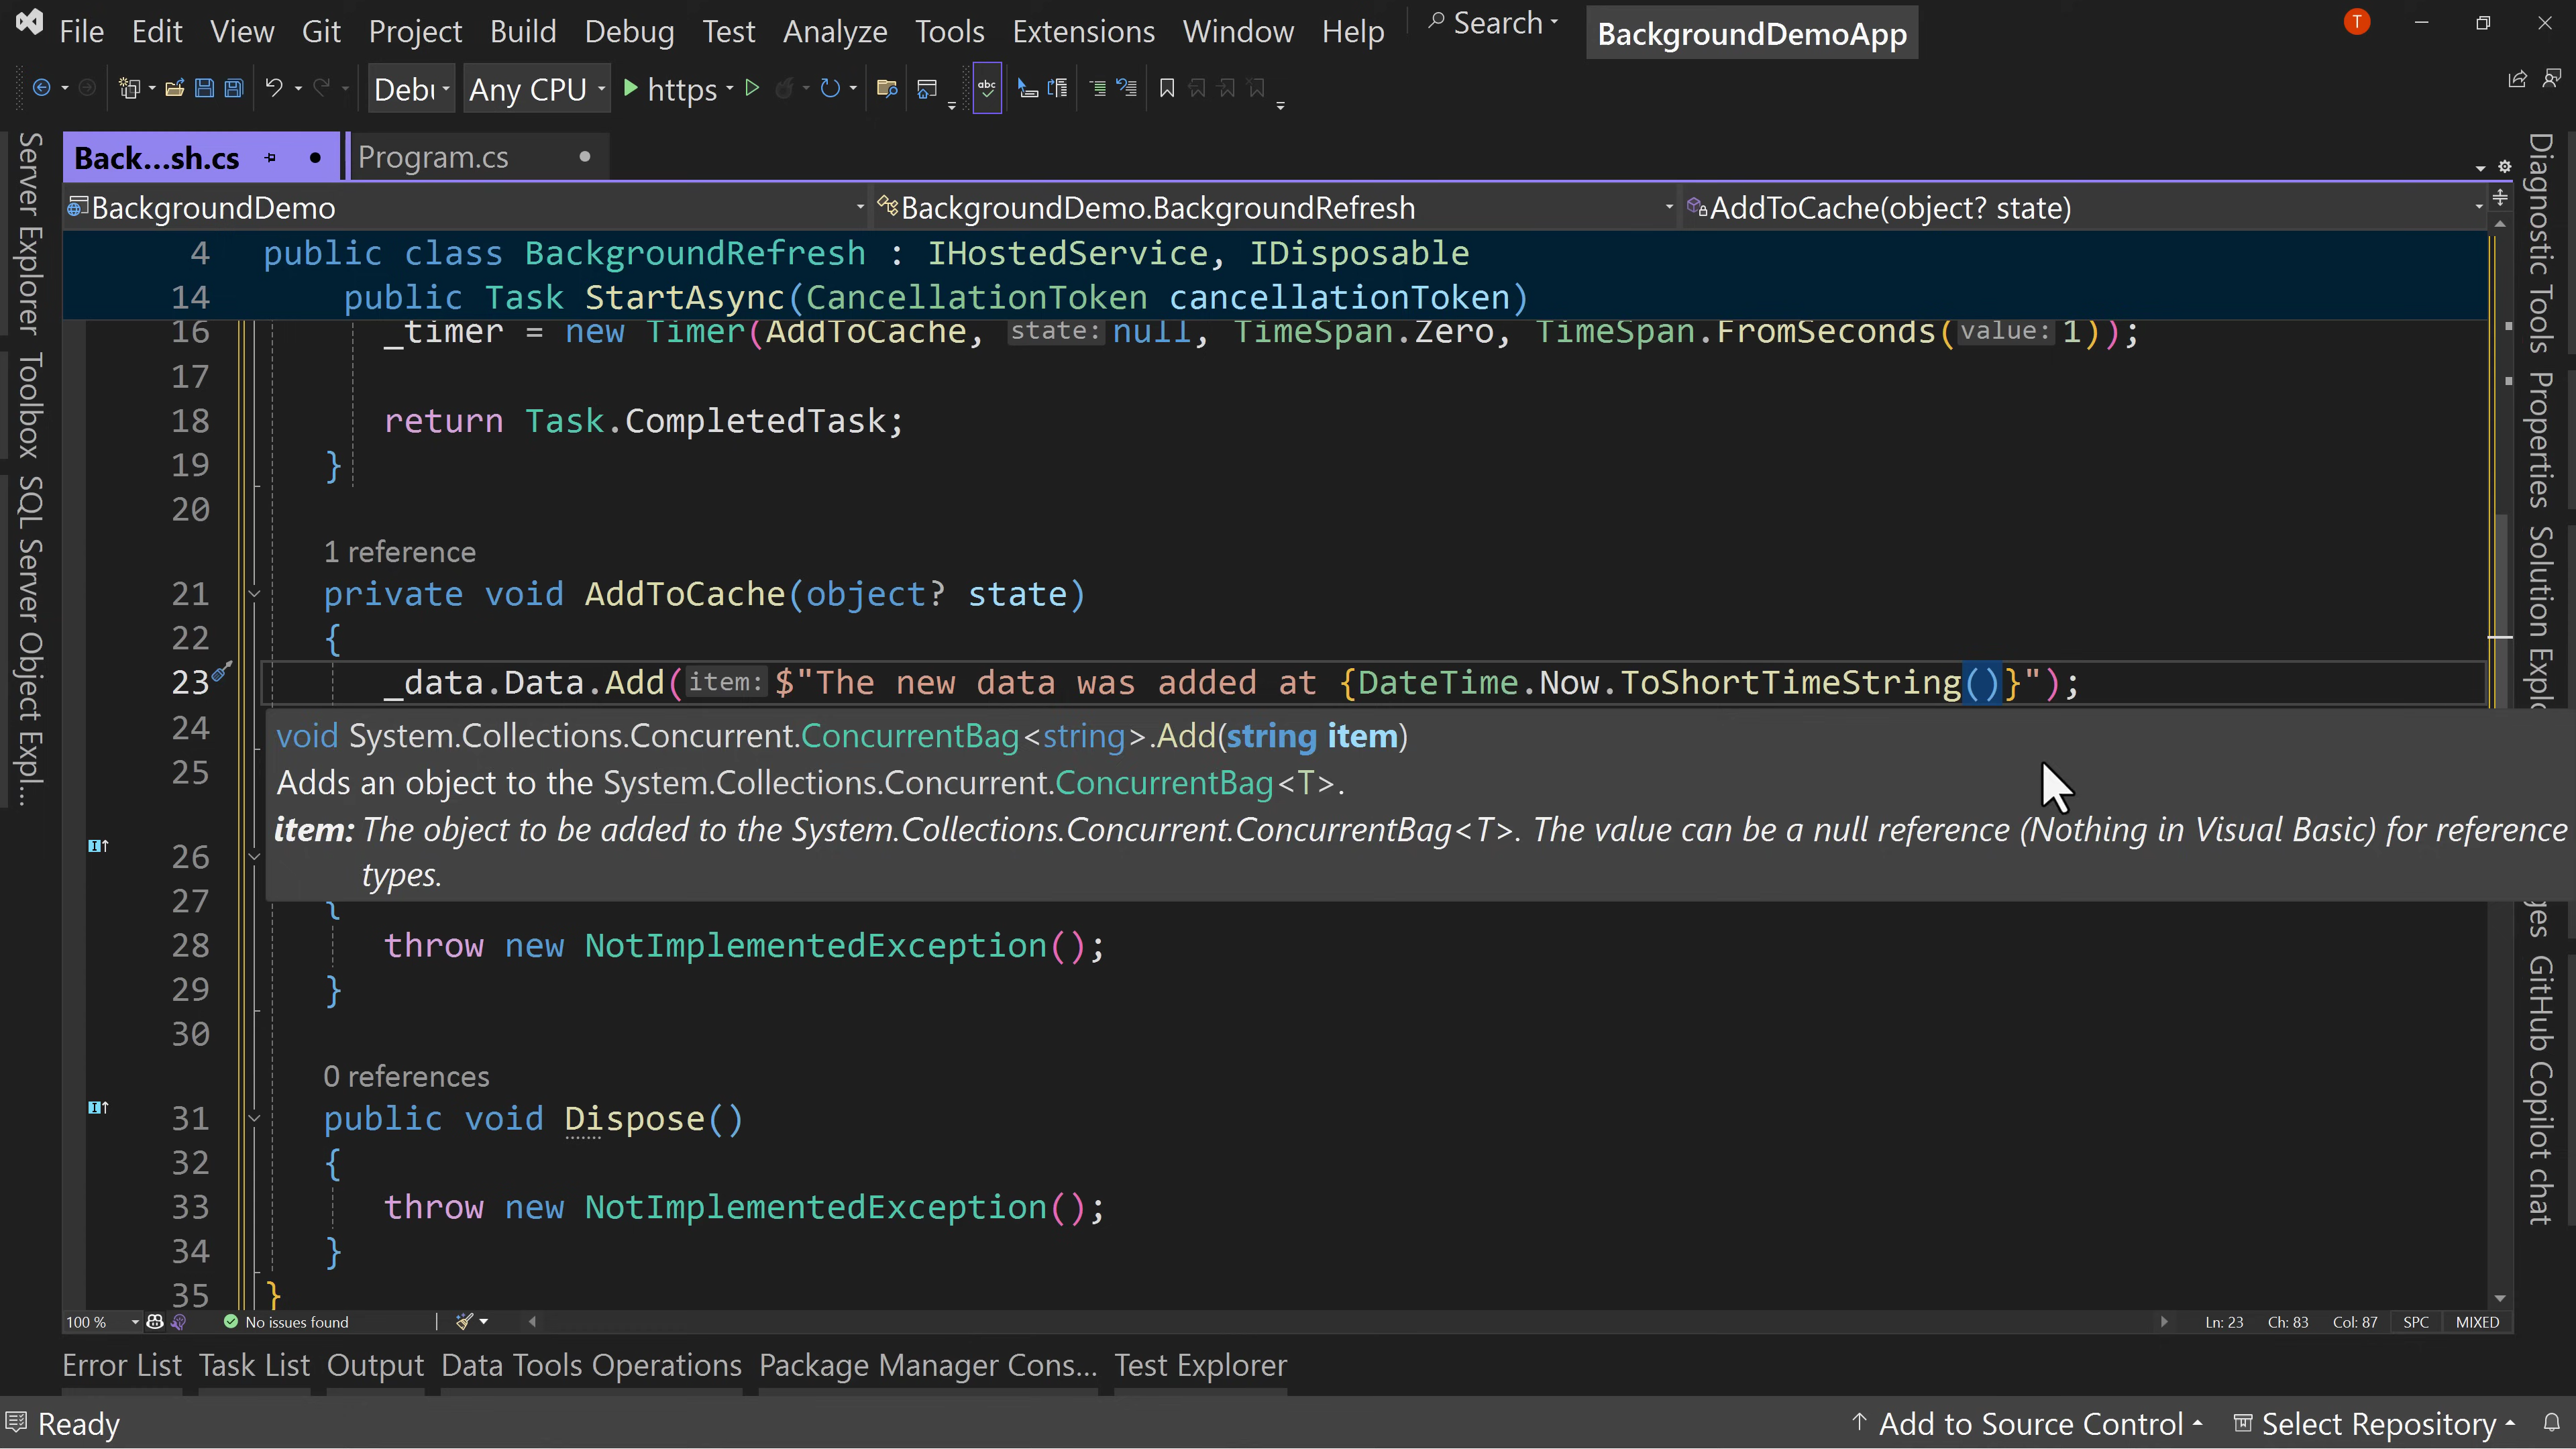 File Edit View Git Project Build Debug Test Analyze Tools Extensions Window Help Search BackgroundDemoApp T
Any CPU https abc
Back...sh.cs Program.cs
BackgroundDemo BackgroundDemo.BackgroundRefresh AddToCache(object? state)
4 public class BackgroundRefresh : IHostedService, IDisposable
14 public Task StartAsync(CancellationToken cancellationToken)
16 _timer = new Timer(AddToCache, state: null, TimeSpan.Zero, TimeSpan.FromSeconds(value: 1));
17
18 return Task.CompletedTask;
19 }
20
1 reference
21 private void AddToCache(object? state)
22 {
23 _data.Data.Add(item: $"The new data was added at {DateTime.Now.ToShortTimeString()}");
24
void System.Collections.Concurrent.ConcurrentBag<string>.Add(string item)
25
Adds an object to the System.Collections.Concurrent.ConcurrentBag<T>.
item: The object to be added to the System.Collections.Concurrent.ConcurrentBag<T>. The value can be a null reference (Nothing in Visual Basic) for reference
types.
26
27 {
28 throw new NotImplementedException();
29 }
30
0 references
31 public void Dispose()
32 {
33 throw new NotImplementedException();
34 }
35 }
100 % No issues found Ln: 23 Ch: 83 Col: 87 SPC MIXED
Error List Task List Output Data Tools Operations Package Manager Cons... Test Explorer
Ready Add to Source Control Select Repository
Server Explorer
Toolbox
SQL Server Object Expl...
Diagnostic Tools
Properties
Solution Explo
GitHub Copilot chat